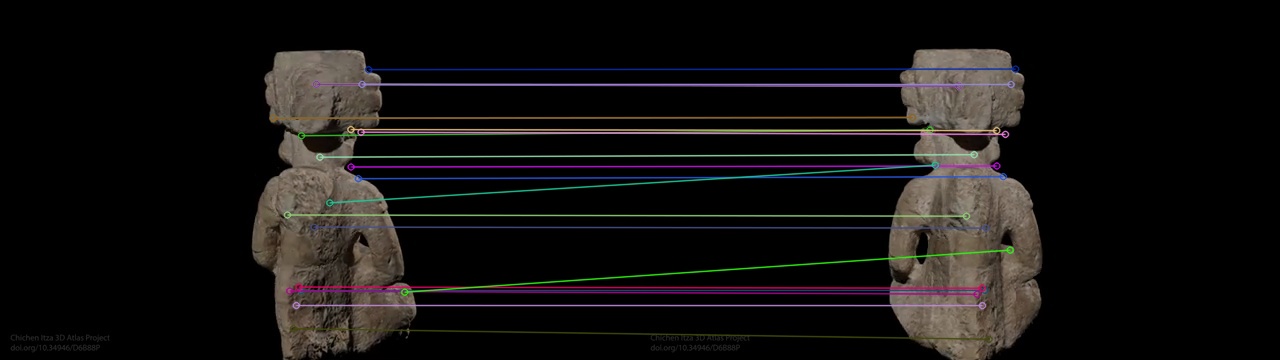 Chichen Itza 3D Atlas Project
doi.org/10.34946/D6B88P
Chichen Itza 3D Atlas Project
doi.org/10.34946/D6B88P